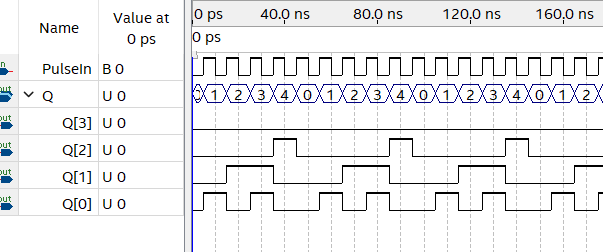 Name Value at 0 ps 0 ps 40.0 ns 80.0 ns 120.0 ns 160.0 ns
0 ps
PulseIn B 0
Q U 0 0 1 2 3 4 0 1 2 3 4 0 1 2 3 4 0 1 2
Q[3] U 0
Q[2] U 0
Q[1] U 0
Q[0] U 0